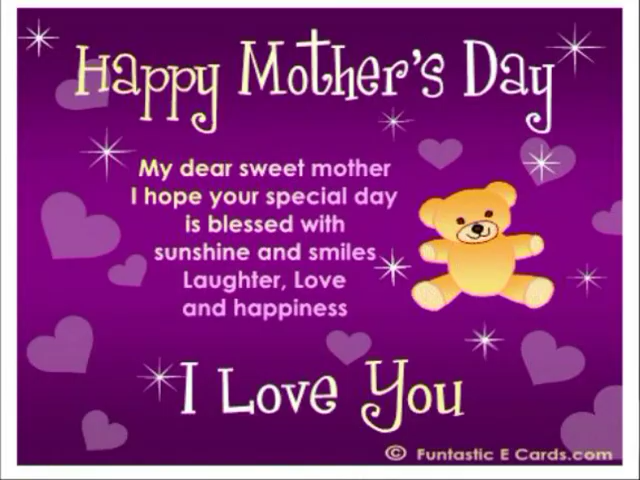 Happy Mother's Day
My dear sweet mother
I hope your special day
is blessed with
sunshine and smiles
Laughter, Love
and happiness
I Love You
© Funtastic E Cards.com